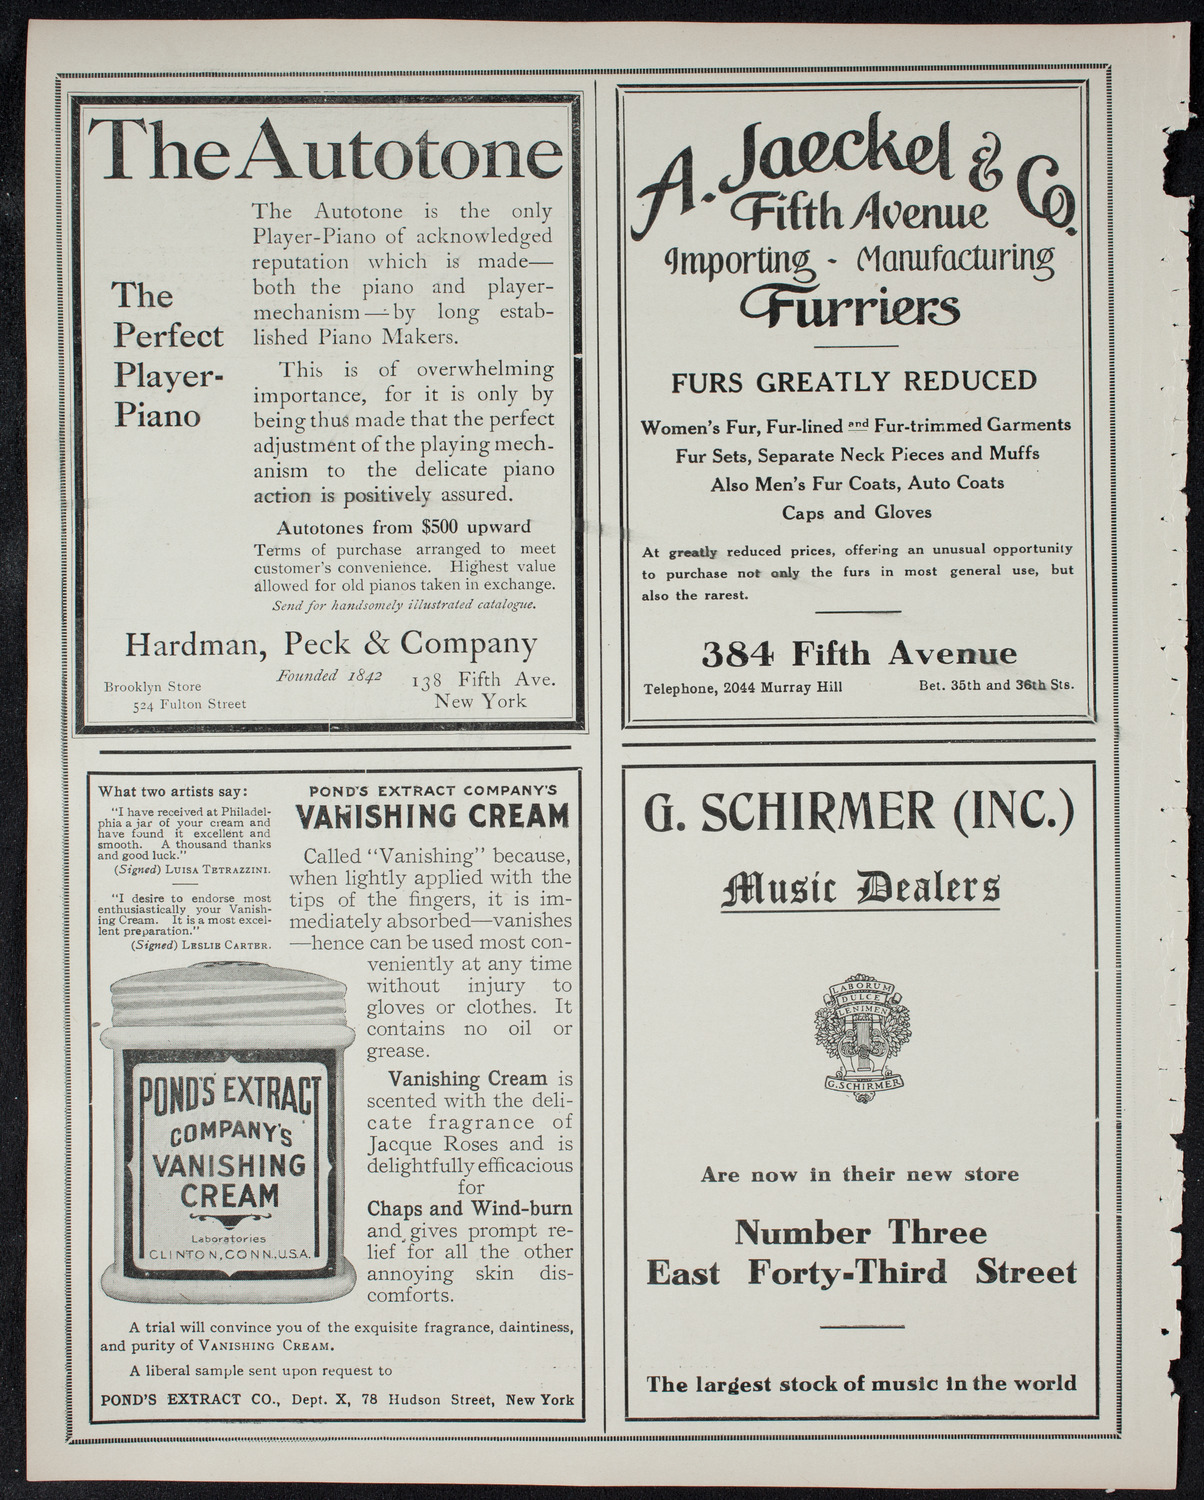 The Autotone
The
Perfect
Player-
Piano
The Autotone is the only
Player-Piano of acknowledged
reputation which is made—
both the piano and player-
mechanism—by long estab-
lished Piano Makers.
This is of overwhelming
importance, for it is only by
being thus made that the perfect
adjustment of the playing mech-
anism to the delicate piano
action is positively assured.
Autotones from $500 upward
Terms of purchase arranged to meet
customer's convenience. Highest value
allowed for old pianos taken in exchange.
Send for handsomely illustrated catalogue.
Hardman, Peck & Company
Founded 1842
Brooklyn Store
524 Fulton Street
138 Fifth Ave.
New York
A. Jaeckel & Co.
Fifth Avenue
Importing - Manufacturing
Furriers
FURS GREATLY REDUCED
Women's Fur, Fur-lined and Fur-trimmed Garments
Fur Sets, Separate Neck Pieces and Muffs
Also Men's Fur Coats, Auto Coats
Caps and Gloves
At greatly reduced prices, offering an unusual opportunity
to purchase not only the furs in most general use, but
also the rarest.
384 Fifth Avenue
Telephone, 2044 Murray Hill Bet. 35th and 36th Sts.
What two artists say:
"I have received at Philadel-
phia a jar of your cream and
have found it excellent and
smooth. A thousand thanks
and good luck."
(Signed) LUISA TETRAZZINI.
"I desire to endorse most
enthusiastically your Vanish-
ing Cream. It is a most excel-
lent preparation."
(Signed) LESLIE CARTER.
POND'S EXTRACT COMPANY'S
VANISHING CREAM
Called "Vanishing" because,
when lightly applied with the
tips of the fingers, it is im-
mediately absorbed—vanishes
—hence can be used most con-
veniently at any time
without injury to
gloves or clothes. It
contains no oil or
grease.
Vanishing Cream is
scented with the deli-
cate fragrance of
Jacque Roses and is
delightfully efficacious
for
Chaps and Wind-burn
and gives prompt re-
lief for all the other
annoying skin dis-
comforts.
POND'S EXTRACT
COMPANY'S
VANISHING
CREAM
Laboratories
CLINTON, CONN., U.S.A.
A trial will convince you of the exquisite fragrance, daintiness,
and purity of VANISHING CREAM.
A liberal sample sent upon request to
POND'S EXTRACT CO., Dept. X, 78 Hudson Street, New York
G. SCHIRMER (INC.)
Music Dealers
LABORUM
DULCE
LENIMEN
G. SCHIRMER
Are now in their new store
Number Three
East Forty-Third Street
The largest stock of music in the world